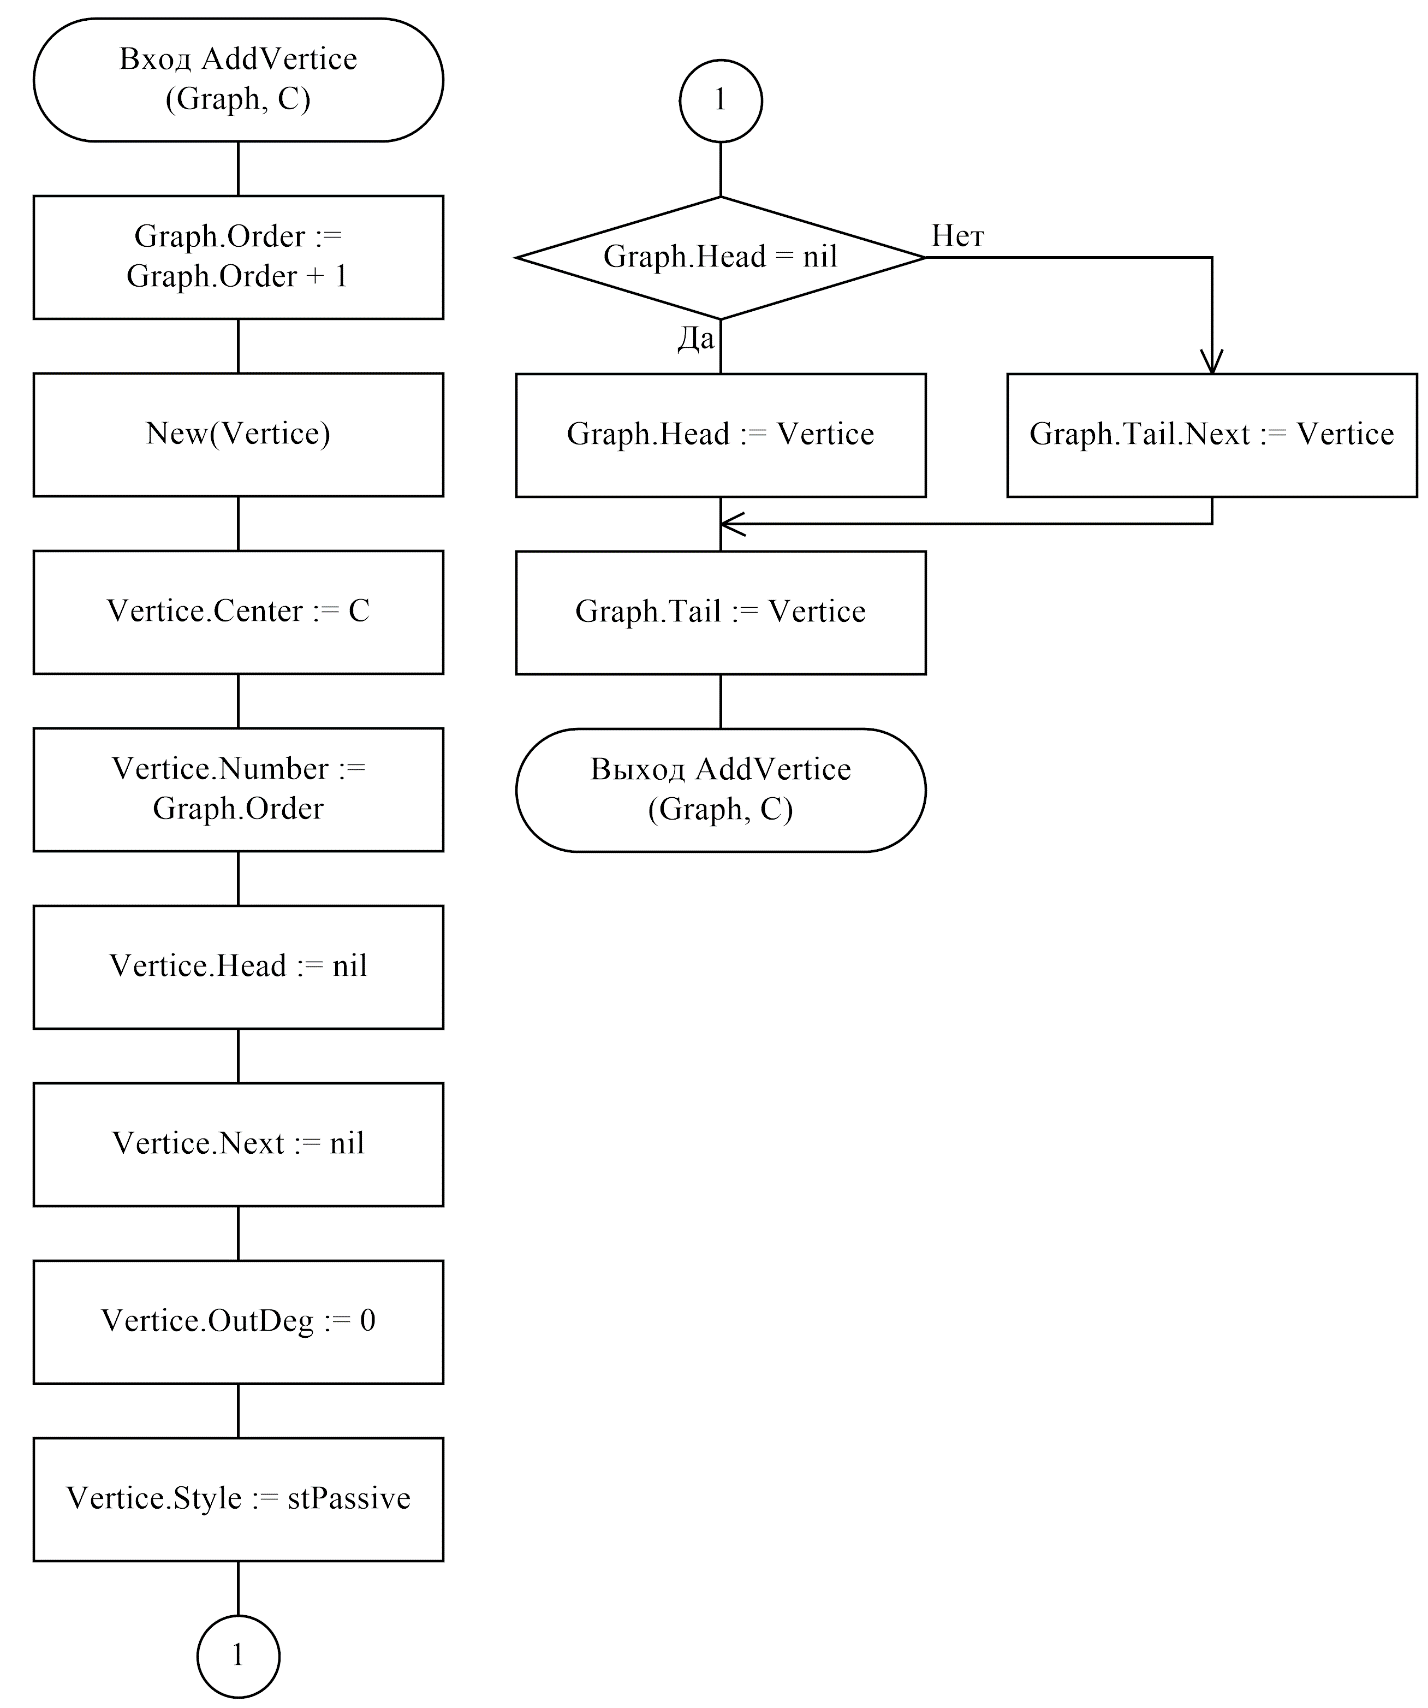 Вход AddVertice
(Graph, C)
Graph.Order :=
Graph.Order + 1
New(Vertice)
Vertice.Center := C
Vertice.Number :=
Graph.Order
Vertice.Head := nil
Vertice.Next := nil
Vertice.OutDeg := 0
Vertice.Style := stPassive
1
1
Graph.Head = nil
Нет
Да
Graph.Head := Vertice
Graph.Tail.Next := Vertice
Graph.Tail := Vertice
Выход AddVertice
(Graph, C)